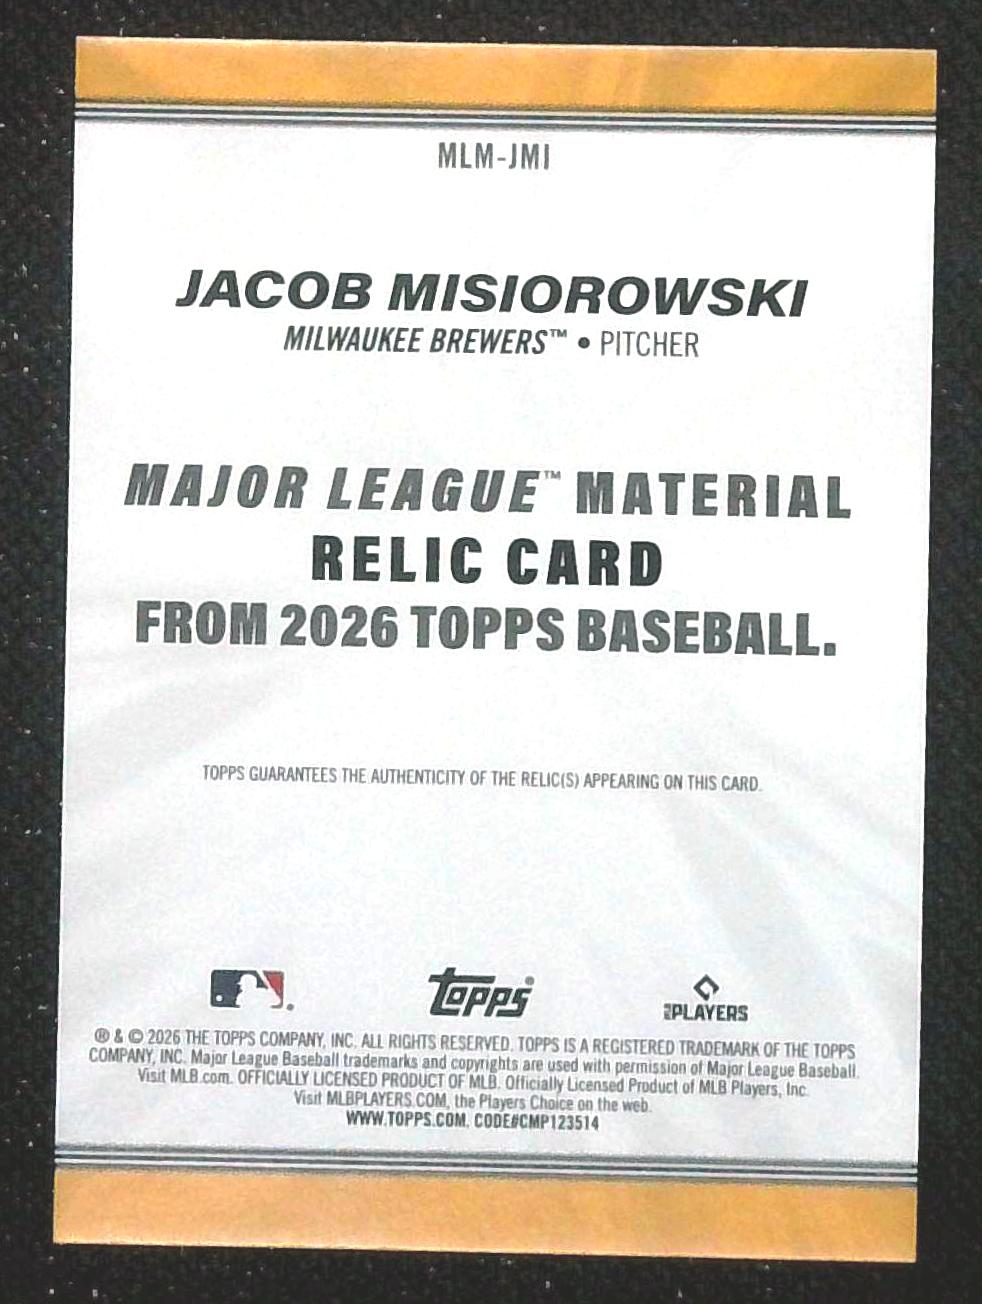 MLM-JMI
JACOB MISIOROWSKI
MILWAUKEE BREWERS™ • PITCHER
MAJOR LEAGUE™ MATERIAL
RELIC CARD
FROM 2026 TOPPS BASEBALL.
TOPPS GUARANTEES THE AUTHENTICITY OF THE RELIC(S) APPEARING ON THIS CARD.
Topps® PLAYERS
® & © 2026 THE TOPPS COMPANY, INC. ALL RIGHTS RESERVED. TOPPS IS A REGISTERED TRADEMARK OF THE TOPPS
COMPANY, INC. Major League Baseball trademarks and copyrights are used with permission of Major League Baseball.
Visit MLB.com. OFFICIALLY LICENSED PRODUCT OF MLB. Officially Licensed Product of MLB Players, Inc.
Visit MLBPLAYERS.COM, the Players Choice on the web.
WWW.TOPPS.COM. CODE#CMP123514